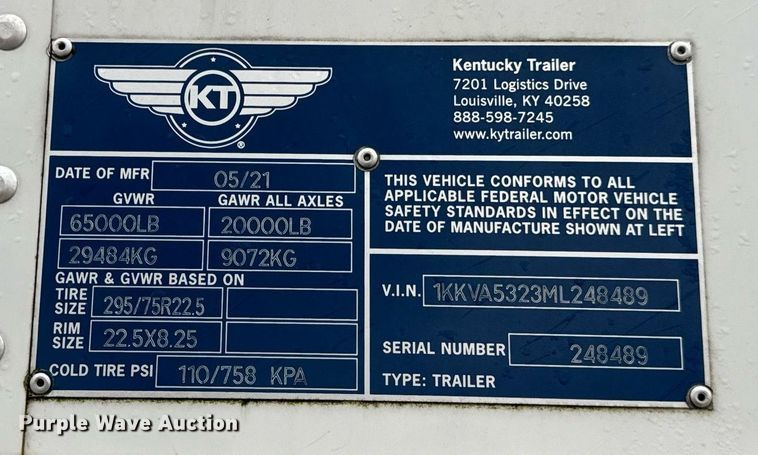 KT
®
Kentucky Trailer
7201 Logistics Drive
Louisville, KY 40258
888-598-7245
www.kytrailer.com
DATE OF MFR 05/21
GVWR GAWR ALL AXLES
65000LB 20000LB
29484KG 9072KG
GAWR & GVWR BASED ON
TIRE SIZE 295/75R22.5
RIM SIZE 22.5X8.25
COLD TIRE PSI 110/758 KPA
THIS VEHICLE CONFORMS TO ALL
APPLICABLE FEDERAL MOTOR VEHICLE
SAFETY STANDARDS IN EFFECT ON THE
DATE OF MANUFACTURE SHOWN AT LEFT
V.I.N. 1KKVA5323ML248489
SERIAL NUMBER 248489
TYPE: TRAILER
Purple Wave Auction